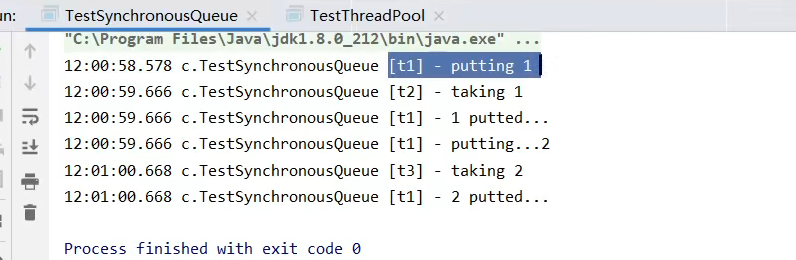 un: TestSynchronousQueue × TestThreadPool ×
"C:\Program Files\Java\jdk1.8.0_212\bin\java.exe" ...
12:00:58.578 c.TestSynchronousQueue [t1] - putting 1
12:00:59.666 c.TestSynchronousQueue [t2] - taking 1
12:00:59.666 c.TestSynchronousQueue [t1] - 1 putted...
12:00:59.666 c.TestSynchronousQueue [t1] - putting...2
12:01:00.668 c.TestSynchronousQueue [t3] - taking 2
12:01:00.668 c.TestSynchronousQueue [t1] - 2 putted...
Process finished with exit code 0